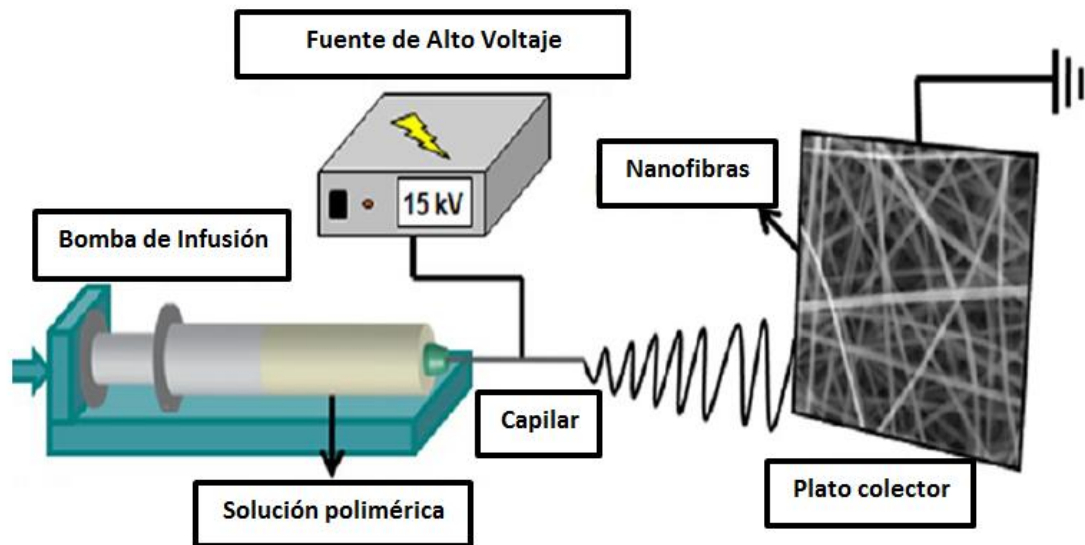 Fuente de Alto Voltaje
15 kV
Nanofibras
Bomba de Infusión
Capilar
Plato colector
Solución polimérica